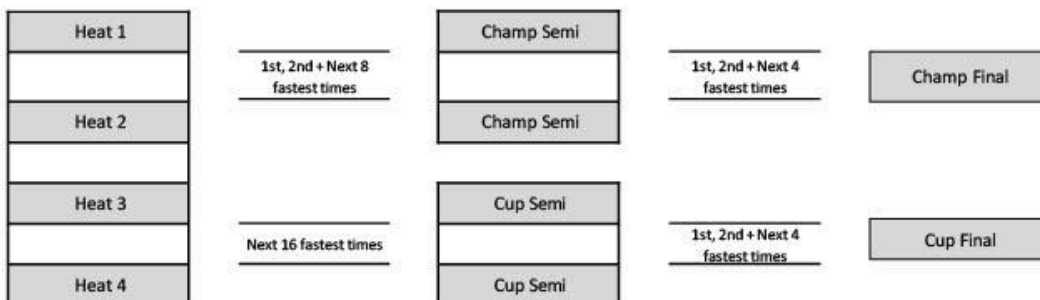 Heat 1
Heat 2
Heat 3
Heat 4
1st, 2nd + Next 8
fastest times
Next 16 fastest times
Champ Semi
Champ Semi
Cup Semi
Cup Semi
1st, 2nd + Next 4
fastest times
1st, 2nd + Next 4
fastest times
Champ Final
Cup Final